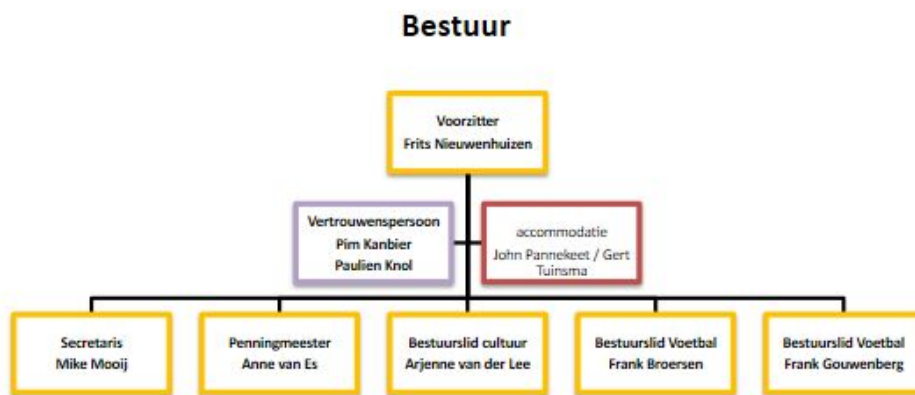 Bestuur
Voorzitter
Frits Nieuwenhuizen
Vertrouwenspersoon
Pim Kanbier
Paulien Knol
accommodatie
John Pannekeet / Gert
Tuinsma
Secretaris
Mike Mooij
Penningmeester
Anne van Es
Bestuurslid cultuur
Arjenne van der Lee
Bestuurslid Voetbal
Frank Broersen
Bestuurslid Voetbal
Frank Gouwenberg